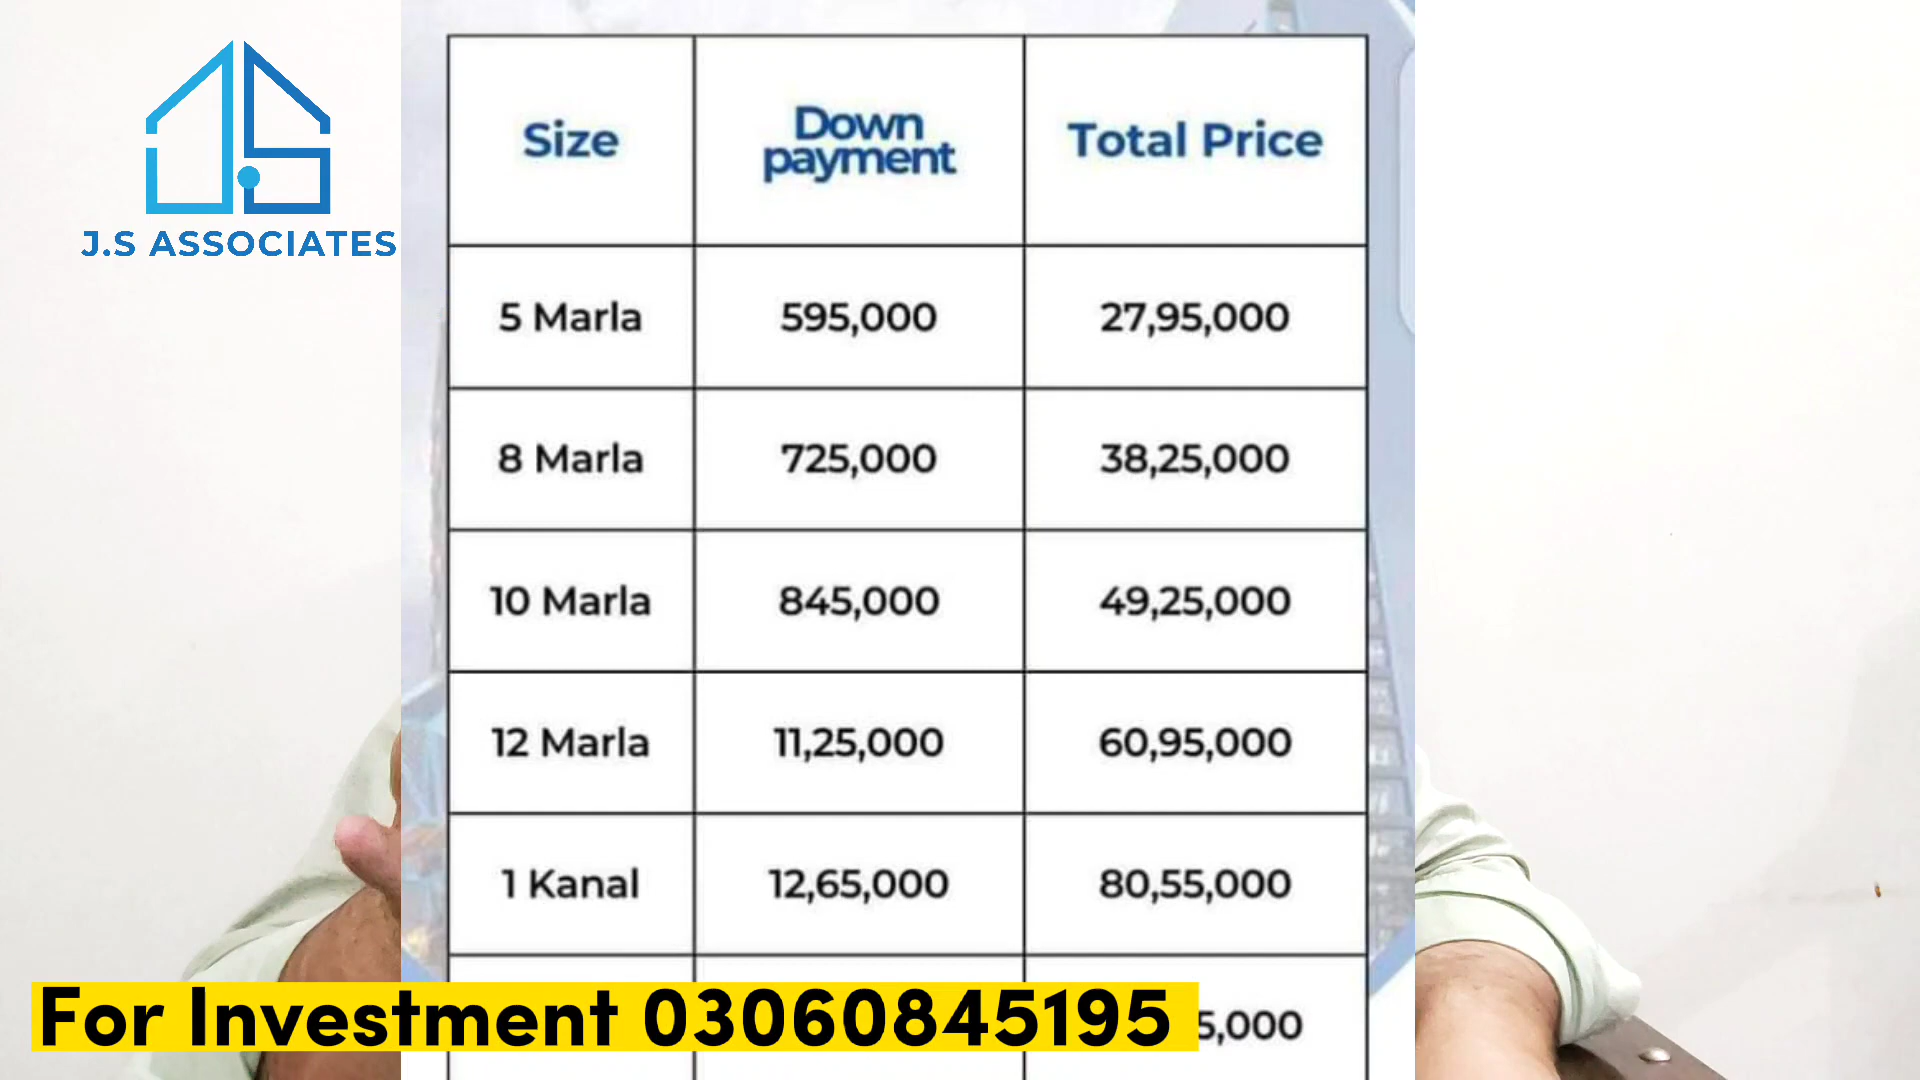 J.S ASSOCIATES
Size
Down
payment
Total Price
5 Marla
595,000
27,95,000
8 Marla
725,000
38,25,000
10 Marla
845,000
49,25,000
12 Marla
11,25,000
60,95,000
1 Kanal
12,65,000
80,55,000
5,000
For Investment 03060845195